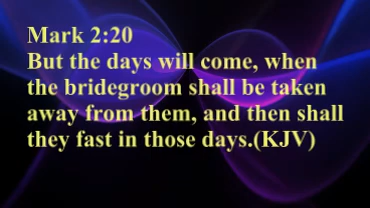 Mark 2:20
But the days will come, when
the bridegroom shall be taken
away from them, and then shall
they fast in those days.(KJV)